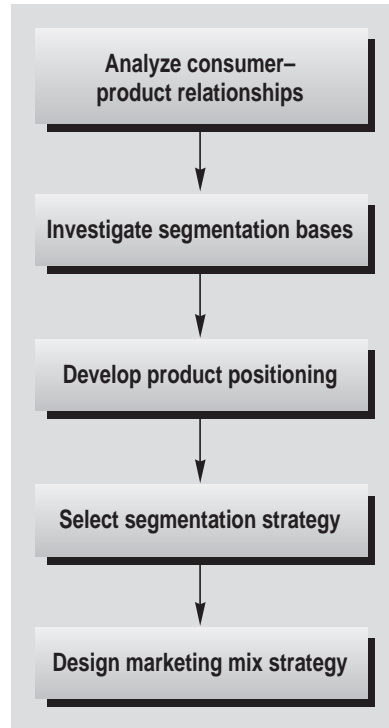 Analyze consumer–
product relationships
Investigate segmentation bases
Develop product positioning
Select segmentation strategy
Design marketing mix strategy